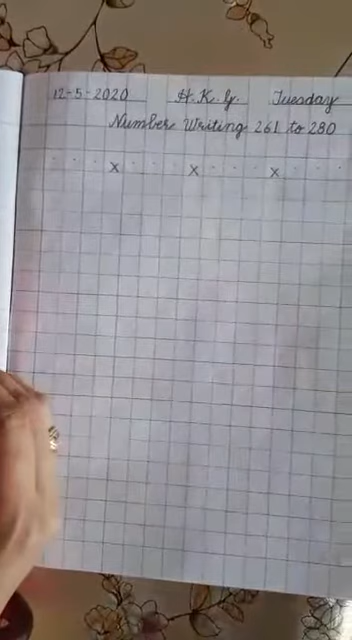 12-5-2020 H.K.G. Tuesday
Number Writing 261 to 280
x x x